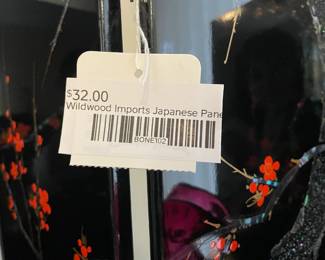 $32.00
Wildwood Imports Japanese Pane
BONE102